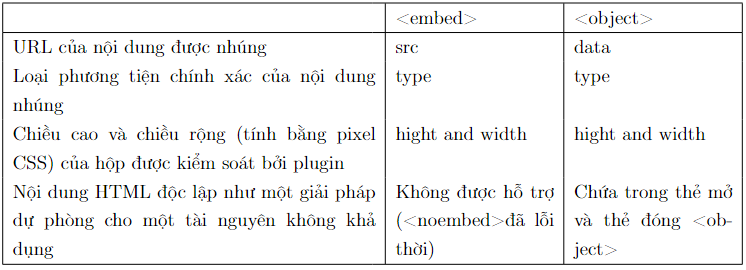 <embed> <object>
URL của nội dung được nhúng src data
Loại phương tiện chính xác của nội dung type type
nhúng
Chiều cao và chiều rộng (tính bằng pixel hight and width hight and width
CSS) của hộp được kiểm soát bởi plugin
Nội dung HTML độc lập như một giải pháp Không được hỗ trợ Chứa trong thẻ mở
dự phòng cho một tài nguyên không khả (<noembed>đã lỗi và thẻ đóng <ob-
dụng thời) ject>